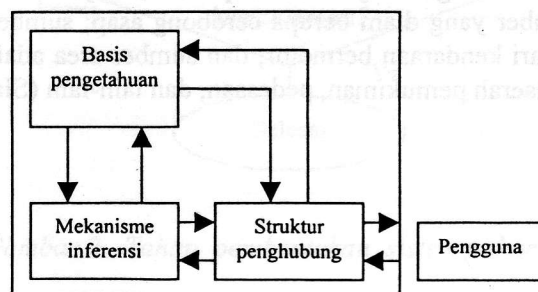 Basis
pengetahuan
Mekanisme
inferensi
Struktur
penghubung
Pengguna